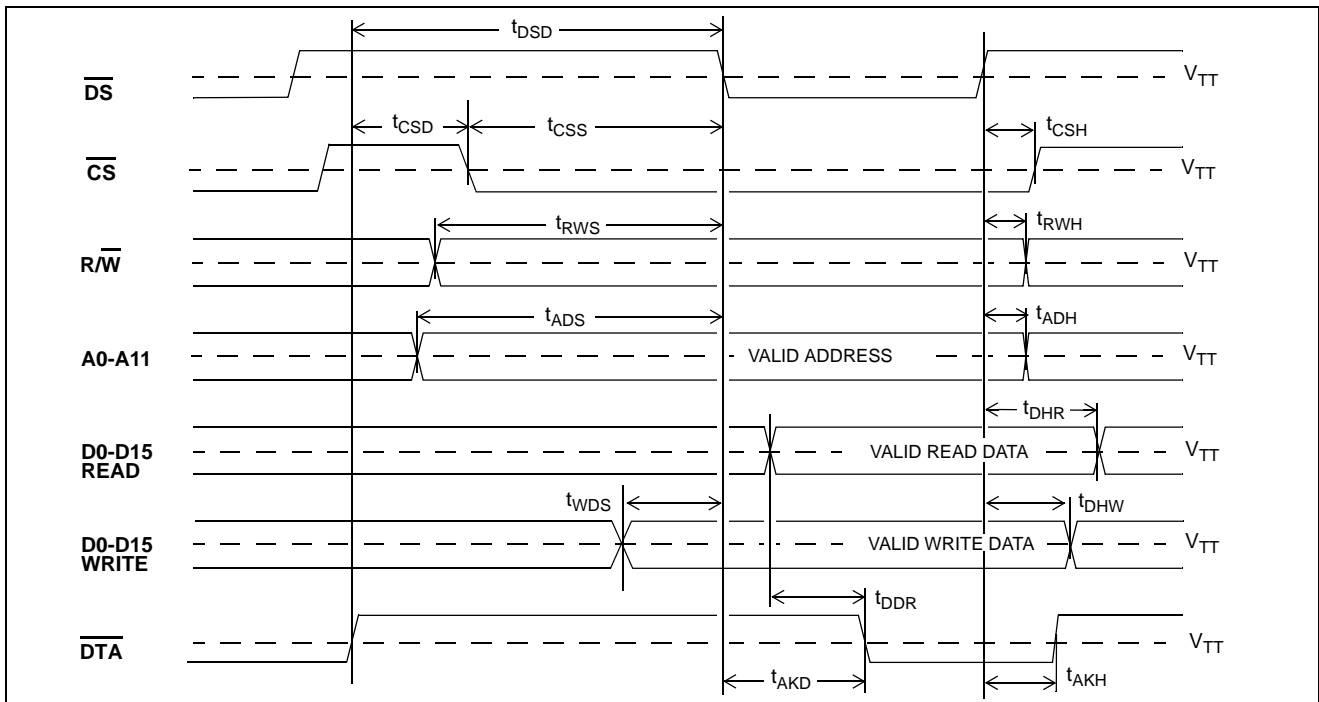 tDSD
DS
VTT
tCSD
tCSS
tCSH
CS
VTT
tRWS
tRWH
R/W
VTT
tADS
tADH
A0-A11
VALID ADDRESS
VTT
tDHR
D0-D15
READ
VALID READ DATA
VTT
tWDS
tDHW
D0-D15
WRITE
VALID WRITE DATA
VTT
tDDR
DTA
VTT
tAKD
tAKH